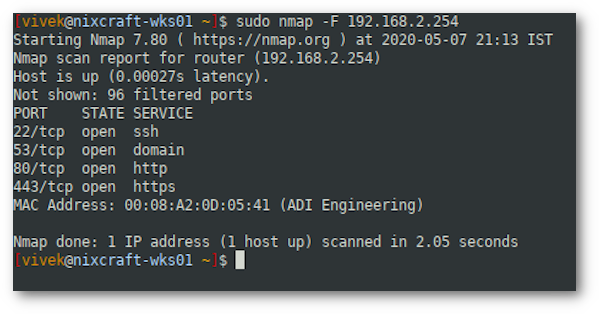 [vivek@nixcraft-wks01 ~]$ sudo nmap -F 192.168.2.254
Starting Nmap 7.80 ( https://nmap.org ) at 2020-05-07 21:13 IST
Nmap scan report for router (192.168.2.254)
Host is up (0.00027s latency).
Not shown: 96 filtered ports
PORT    STATE SERVICE
22/tcp  open  ssh
53/tcp  open  domain
80/tcp  open  http
443/tcp open  https
MAC Address: 00:08:A2:0D:05:41 (ADI Engineering)
Nmap done: 1 IP address (1 host up) scanned in 2.05 seconds
[vivek@nixcraft-wks01 ~]$